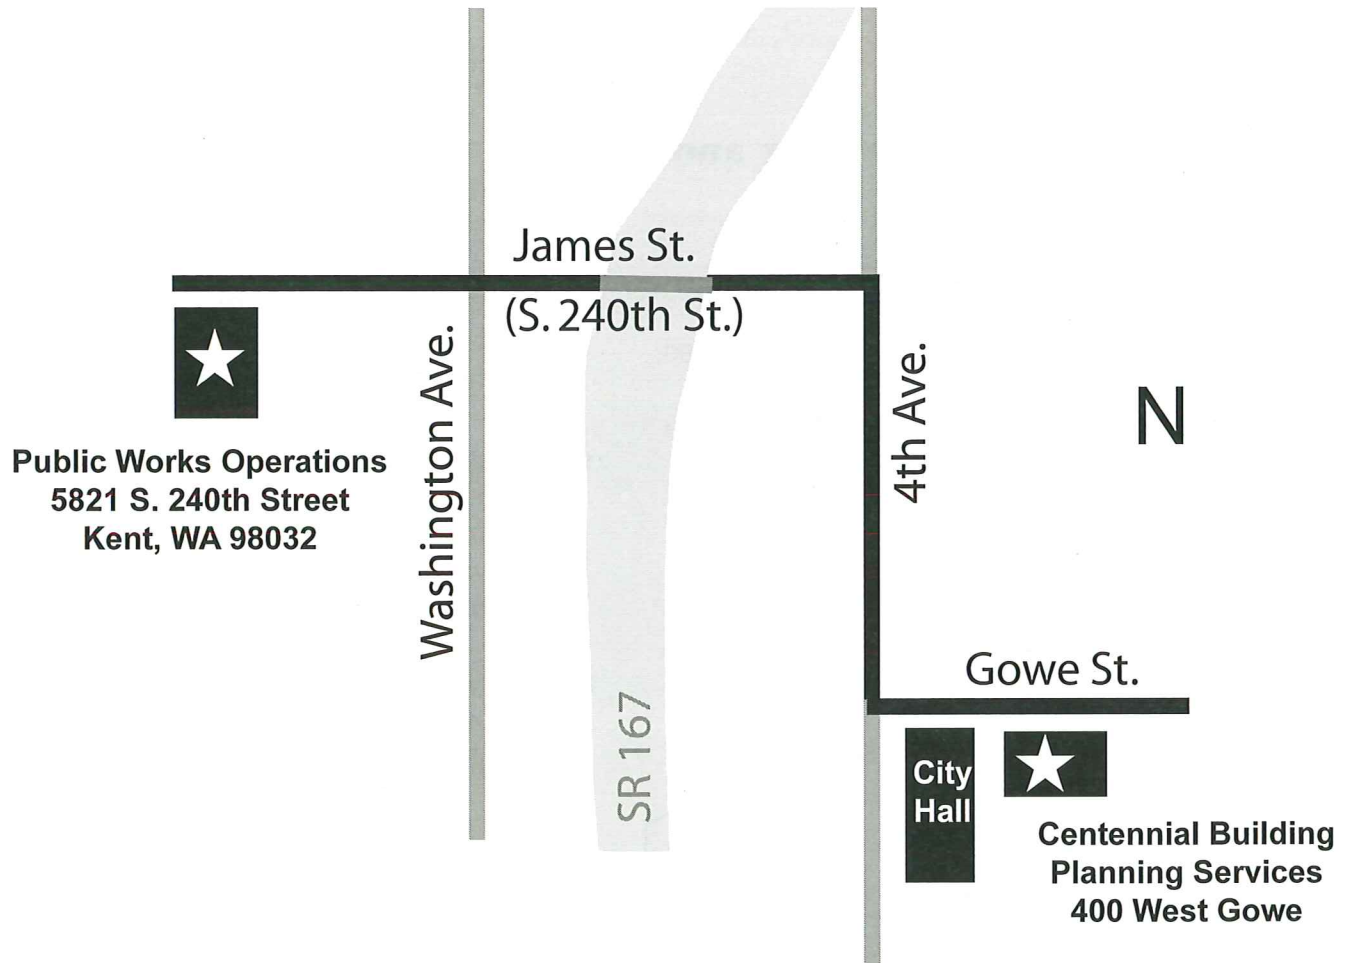 James St.
(S. 240th St.)
Washington Ave.
4th Ave.
N
Public Works Operations
5821 S. 240th Street
Kent, WA 98032
Gowe St.
SR 167
City
Hall
Centennial Building
Planning Services
400 West Gowe